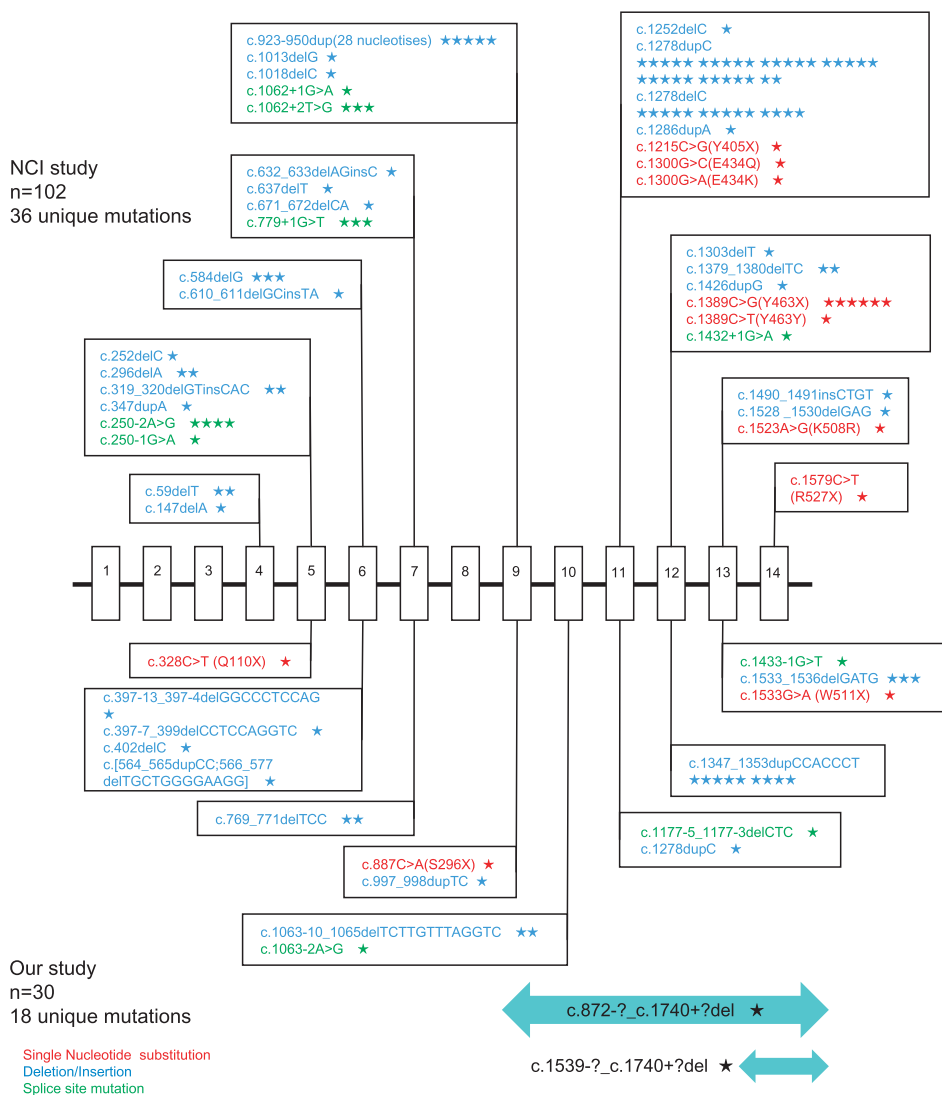 c.923-950dup(28 nucleotises) ★★★★★
c.1013delG ★
c.1018delC ★
c.1062+1G>A ★
c.1062+2T>G ★★★
c.1252delC ★
c.1278dupC
★★★★★ ★★★★★ ★★★★★
★★★★★ ★★★★★ ★★
c.1278delC
★★★★★ ★★★★★ ★★★★
c.1286dupA ★
c.1215C>G(Y405X) ★
c.1300G>C(E434Q) ★
c.1300G>A(E434K) ★
NCI study
n=102
36 unique mutations
c.632_633delAGinsC ★
c.637delT ★
c.671_672delCA ★
c.779+1G>T ★★★
c.584delG ★★★
c.610_611delGCinsTA ★
c.1303delT ★
c.1379_1380delTC ★★
c.1426dupG ★
c.1389C>G(Y463X) ★★★★★★
c.1389C>T(Y463Y) ★
c.1432+1G>A ★
c.252delC ★
c.296delA ★★
c.319_320delGTinsCAC ★★
c.347dupA ★
c.250-2A>G ★★★★
c.250-1G>A ★
c.1490_1491insCTGT ★
c.1528 _1530delGAG ★
c.1523A>G(K508R) ★
c.59delT ★★
c.147delA ★
c.1579C>T
(R527X) ★
1 2 3 4 5 6 7 8 9 10 11 12 13 14
c.328C>T (Q110X) ★
c.397-13_397-4delGGCCCTCCAG
★
c.397-7_399delCCTCCAGGTC ★
c.402delC ★
c.[564_565dupCC;566_577
delTGCTGGGGAAGG] ★
c.1433-1G>T ★
c.1533_1536delGATG ★★★
c.1533G>A (W511X) ★
c.1347_1353dupCCACCCT
★★★★★ ★★★★
c.769_771delTCC ★★
c.1177-5_1177-3delCTC ★
c.1278dupC ★
c.887C>A(S296X) ★
c.997_998dupTC ★
c.1063-10_1065delTCTTGTTTAGGTC ★★
c.1063-2A>G ★
Our study
n=30
18 unique mutations
c.872-?_c.1740+?del ★
c.1539-?_c.1740+?del ★
Single Nucleotide substitution
Deletion/Insertion
Splice site mutation